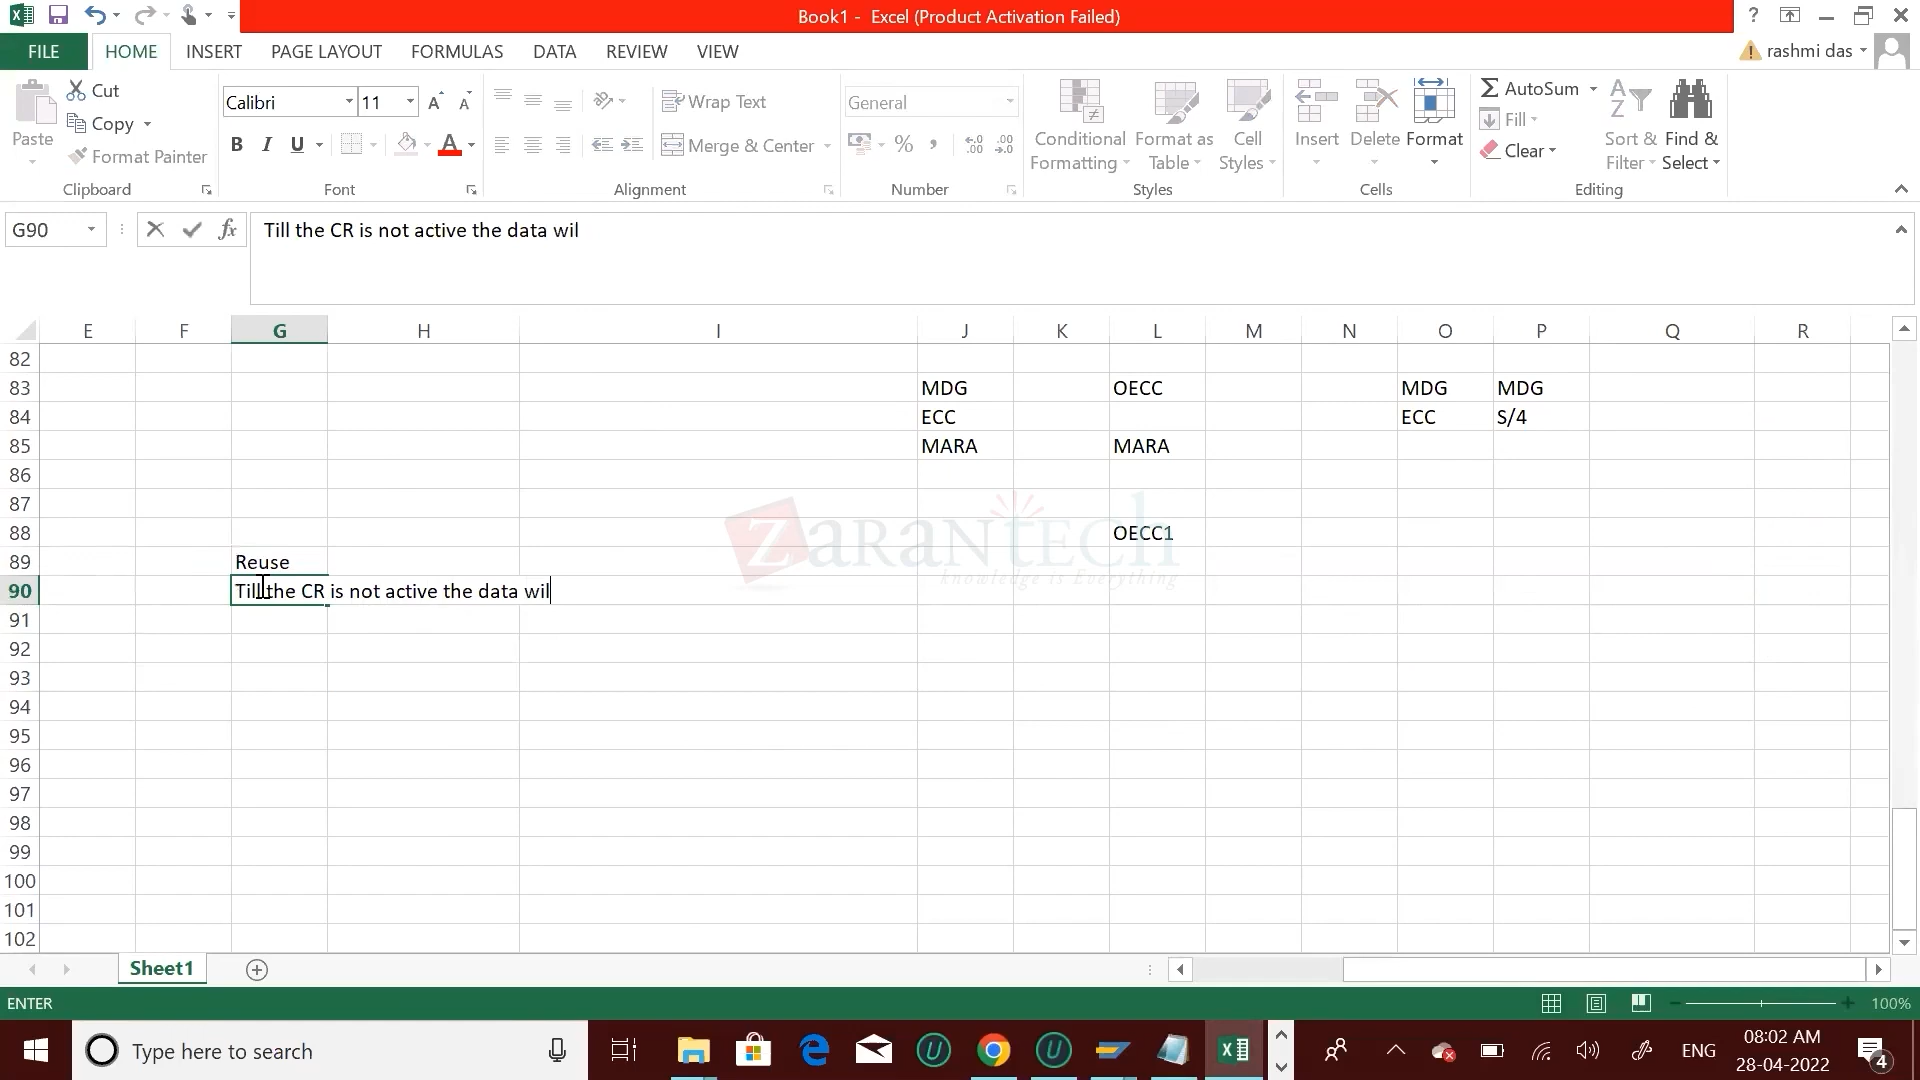 Book1 - Excel (Product Activation Failed)
FILE HOME INSERT PAGE LAYOUT FORMULAS DATA REVIEW VIEW
rashmi das
Paste
Cut
Copy
Format Painter
Clipboard
Calibri 11
B I U
Font
Wrap Text
Merge & Center
Alignment
General
Number
Conditional Formatting
Format as Table
Cell Styles
Styles
Insert Delete Format
Cells
AutoSum
Fill
Clear
Sort & Filter
Find & Select
Editing
G90
Till the CR is not active the data wil
E F G H I J K L M N O P Q R
82
83 MDG OECC MDG MDG
84 ECC ECC S/4
85 MARA MARA
86
87
88 OECC1
89 Reuse
90 Till the CR is not active the data wil
91
92
93
94
95
96
97
98
99
100
101
102
ZARANTECH
knowledge is Everything
Sheet1
ENTER
100%
Type here to search
ENG
08:02 AM
28-04-2022
4